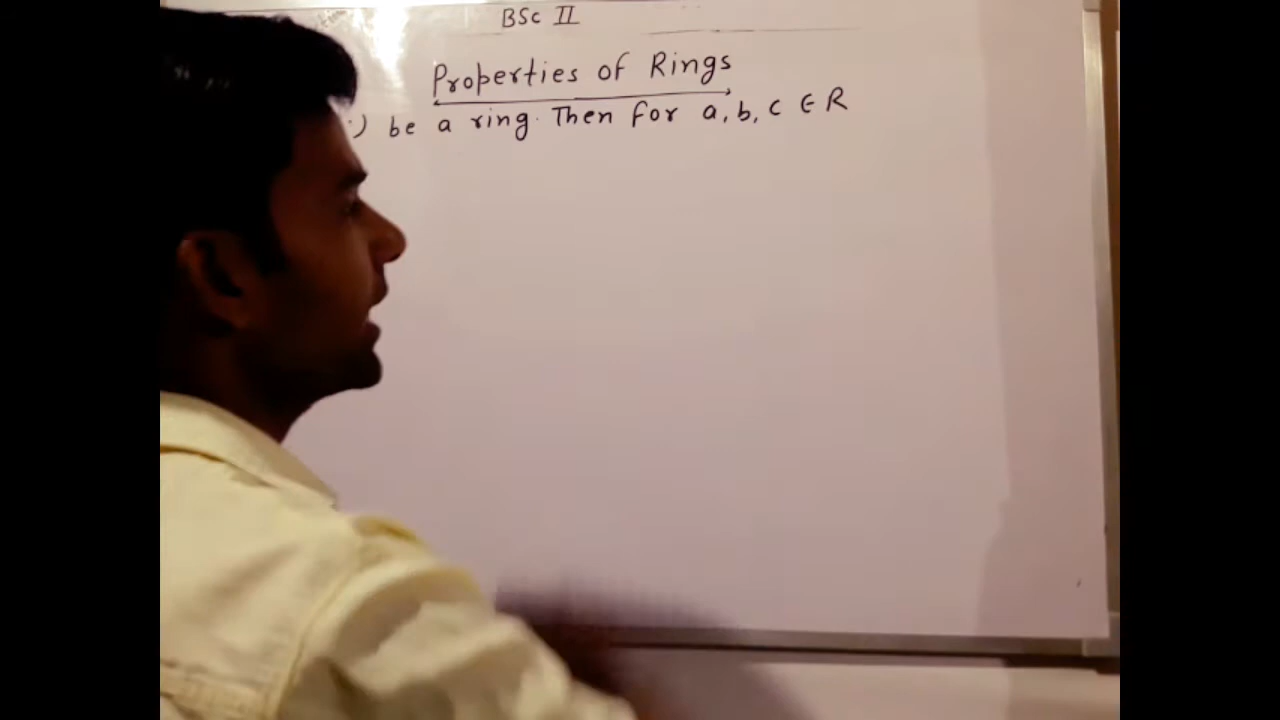 BSc II
Properties of Rings
·) be a ring. Then for a, b, c ∈ R